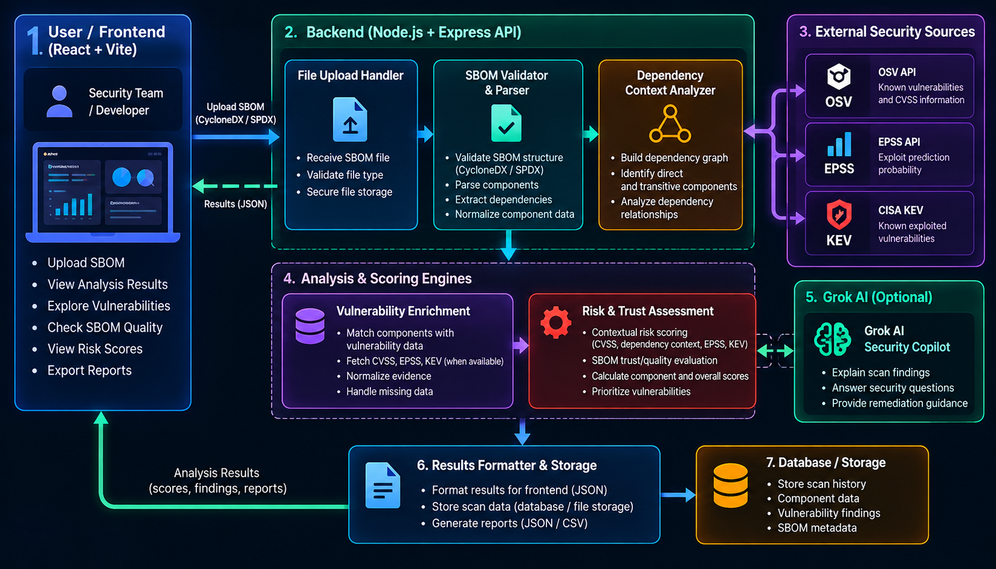 1. User / Frontend
(React + Vite)
Security Team
/ Developer
• Upload SBOM
• View Analysis Results
• Explore Vulnerabilities
• Check SBOM Quality
• View Risk Scores
• Export Reports
Upload SBOM
(CycloneDX / SPDX)
Results (JSON)
2. Backend (Node.js + Express API)
File Upload Handler
• Receive SBOM file
• Validate file type
• Secure file storage
SBOM Validator
& Parser
• Validate SBOM structure
(CycloneDX / SPDX)
• Parse components
• Extract dependencies
• Normalize component data
Dependency
Context Analyzer
• Build dependency graph
• Identify direct
and transitive components
• Analyze dependency
relationships
3. External Security Sources
OSV
OSV API
Known vulnerabilities
and CVSS information
EPSS
EPSS API
Exploit prediction
probability
KEV
CISA KEV
Known exploited
vulnerabilities
4. Analysis & Scoring Engines
Vulnerability Enrichment
• Match components with
vulnerability data
• Fetch CVSS, EPSS, KEV (when available)
• Normalize evidence
• Handle missing data
Risk & Trust Assessment
• Contextual risk scoring
(CVSS, dependency context, EPSS, KEV)
• SBOM trust/quality evaluation
• Calculate component and overall scores
• Prioritize vulnerabilities
5. Grok AI (Optional)
Grok AI
Security Copilot
• Explain scan findings
• Answer security questions
• Provide remediation guidance
Analysis Results
(scores, findings, reports)
6. Results Formatter & Storage
• Format results for frontend (JSON)
• Store scan data (database / file storage)
• Generate reports (JSON / CSV)
7. Database / Storage
• Store scan history
• Component data
• Vulnerability findings
• SBOM metadata